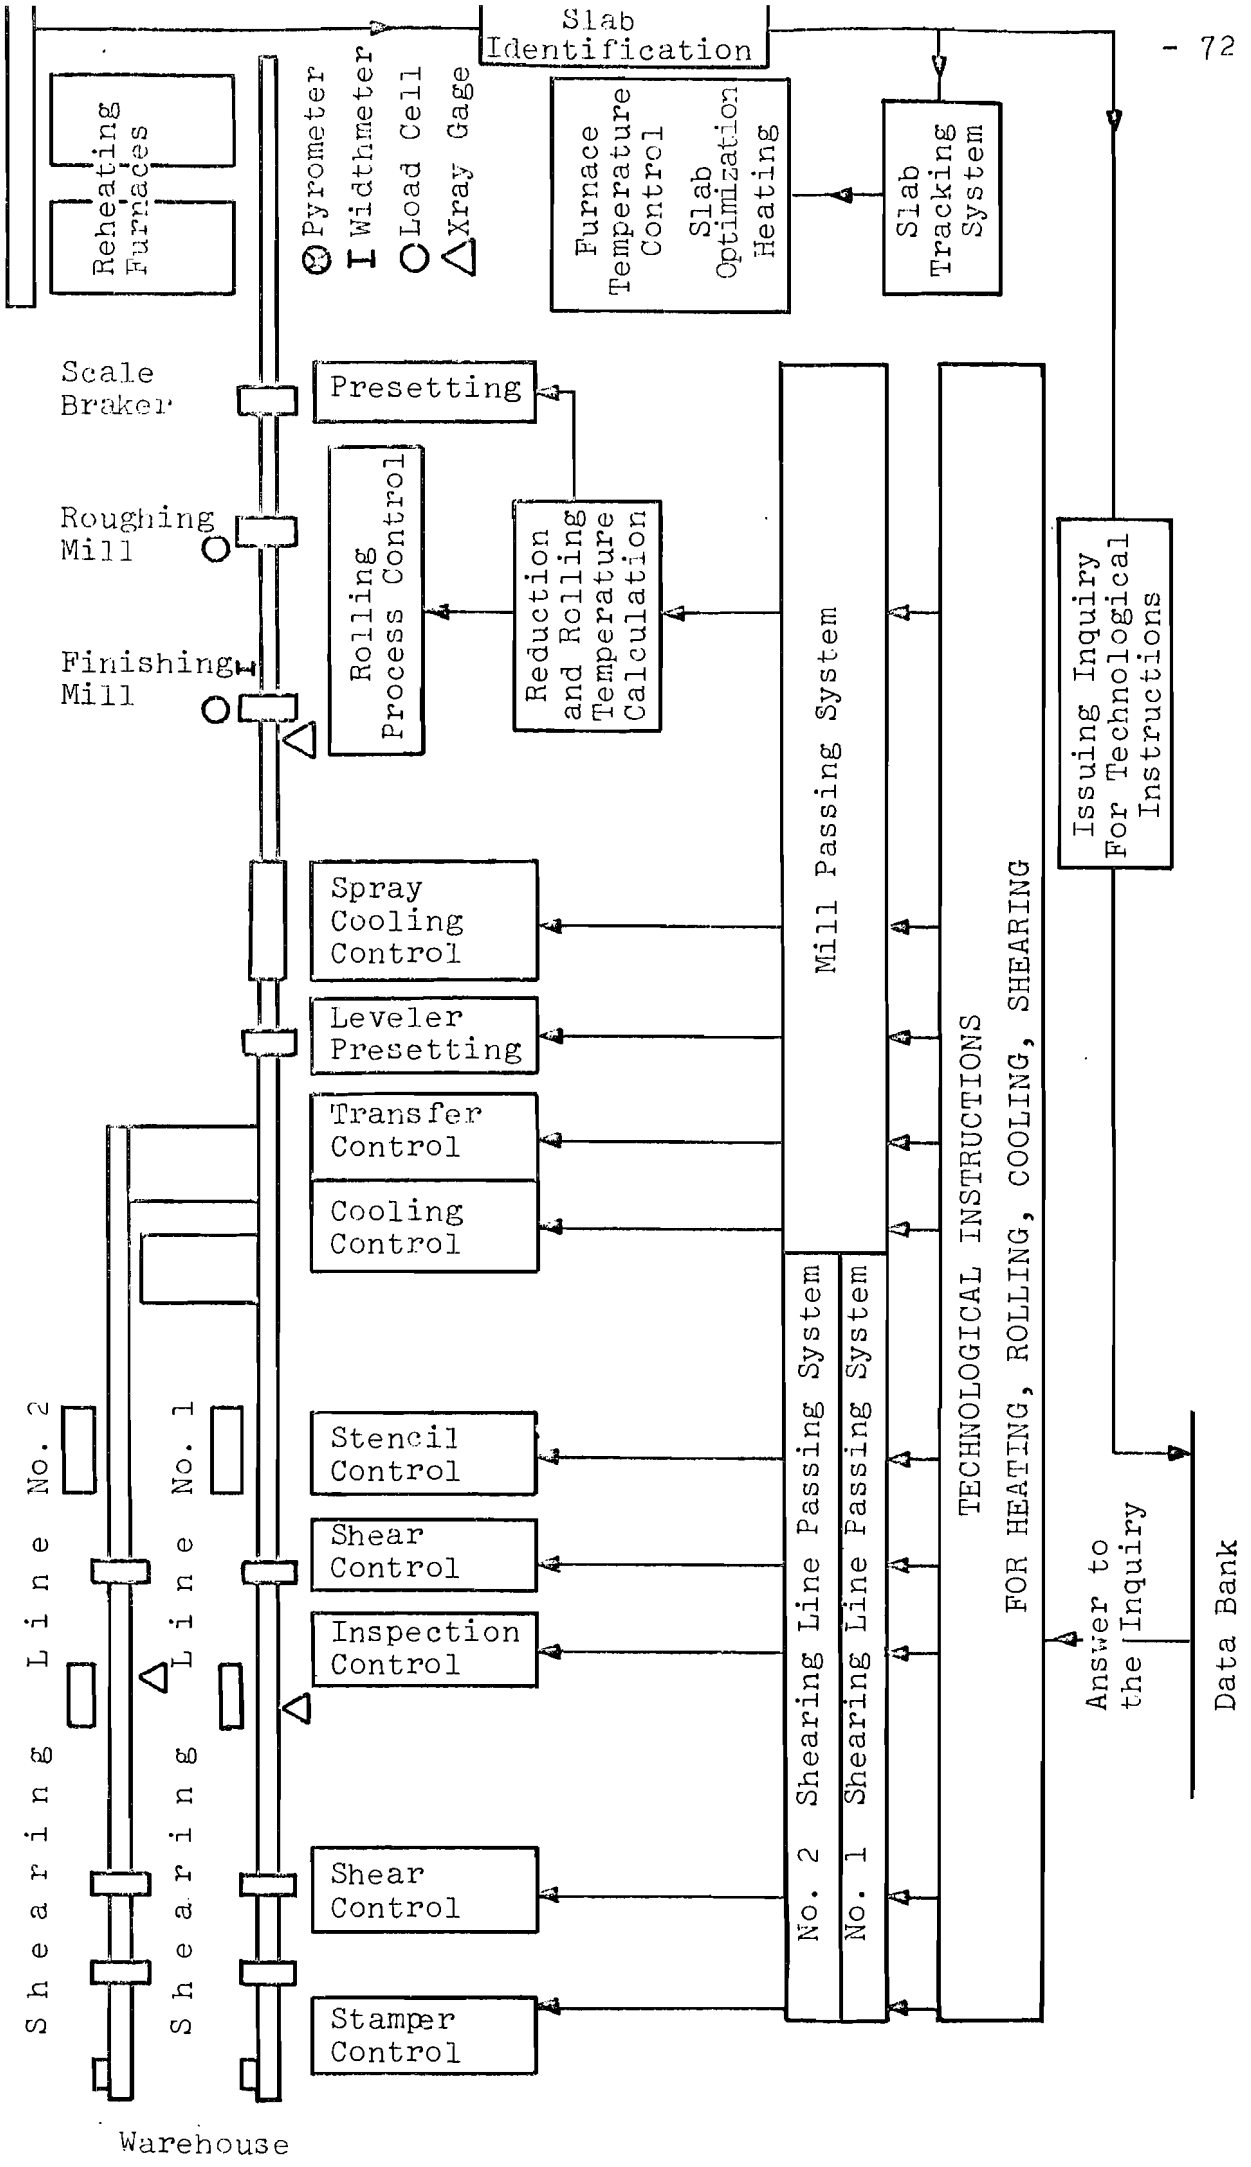 - 72
Slab
Identification
Reheating
Furnaces
Pyrometer
Widthmeter
Load Cell
Xray Gage
Furnace
Temperature
Control
Slab
Optimization
Heating
Slab
Tracking
System
Scale
Braker
Presetting
Roughing
Mill
Rolling
Process Control
Reduction
and Rolling
Temperature
Calculation
Finishing
Mill
Mill Passing System
Issuing Inquiry
For Technological
Instructions
Spray
Cooling
Control
Leveler
Presetting
Transfer
Control
Cooling
Control
TECHNOLOGICAL INSTRUCTIONS
FOR HEATING, ROLLING, COOLING, SHEARING
Shearing Line No. 2
Shearing Line No. 1
Stencil
Control
Shear
Control
Inspection
Control
No. 2 Shearing Line Passing System
No. 1 Shearing Line Passing System
Answer to
the Inquiry
Data Bank
Shear
Control
Stamper
Control
Warehouse